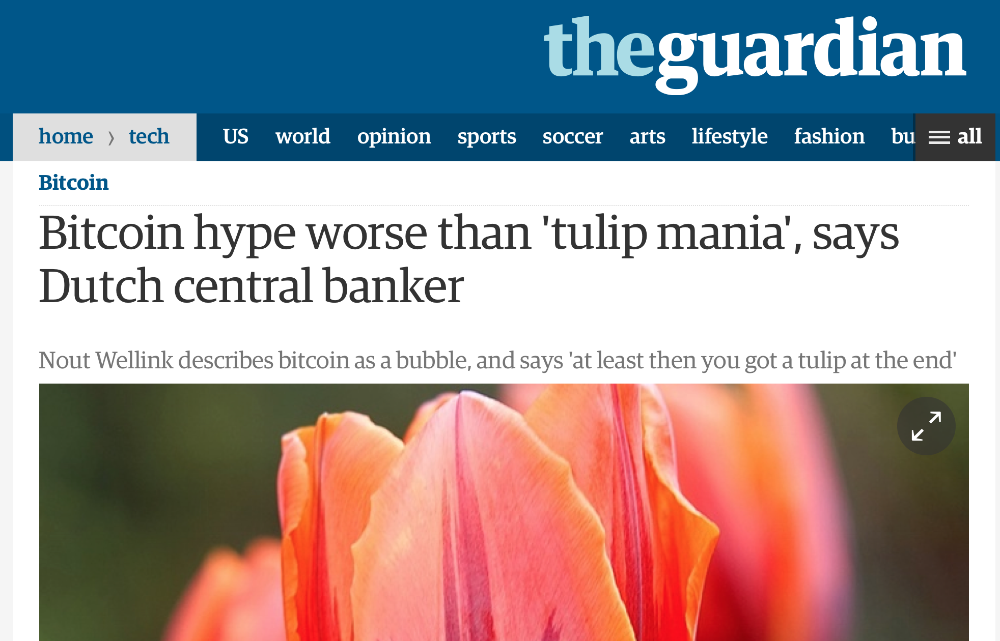 theguardian
home › tech US world opinion sports soccer arts lifestyle fashion bu all
Bitcoin
Bitcoin hype worse than 'tulip mania', says
Dutch central banker
Nout Wellink describes bitcoin as a bubble, and says 'at least then you got a tulip at the end'